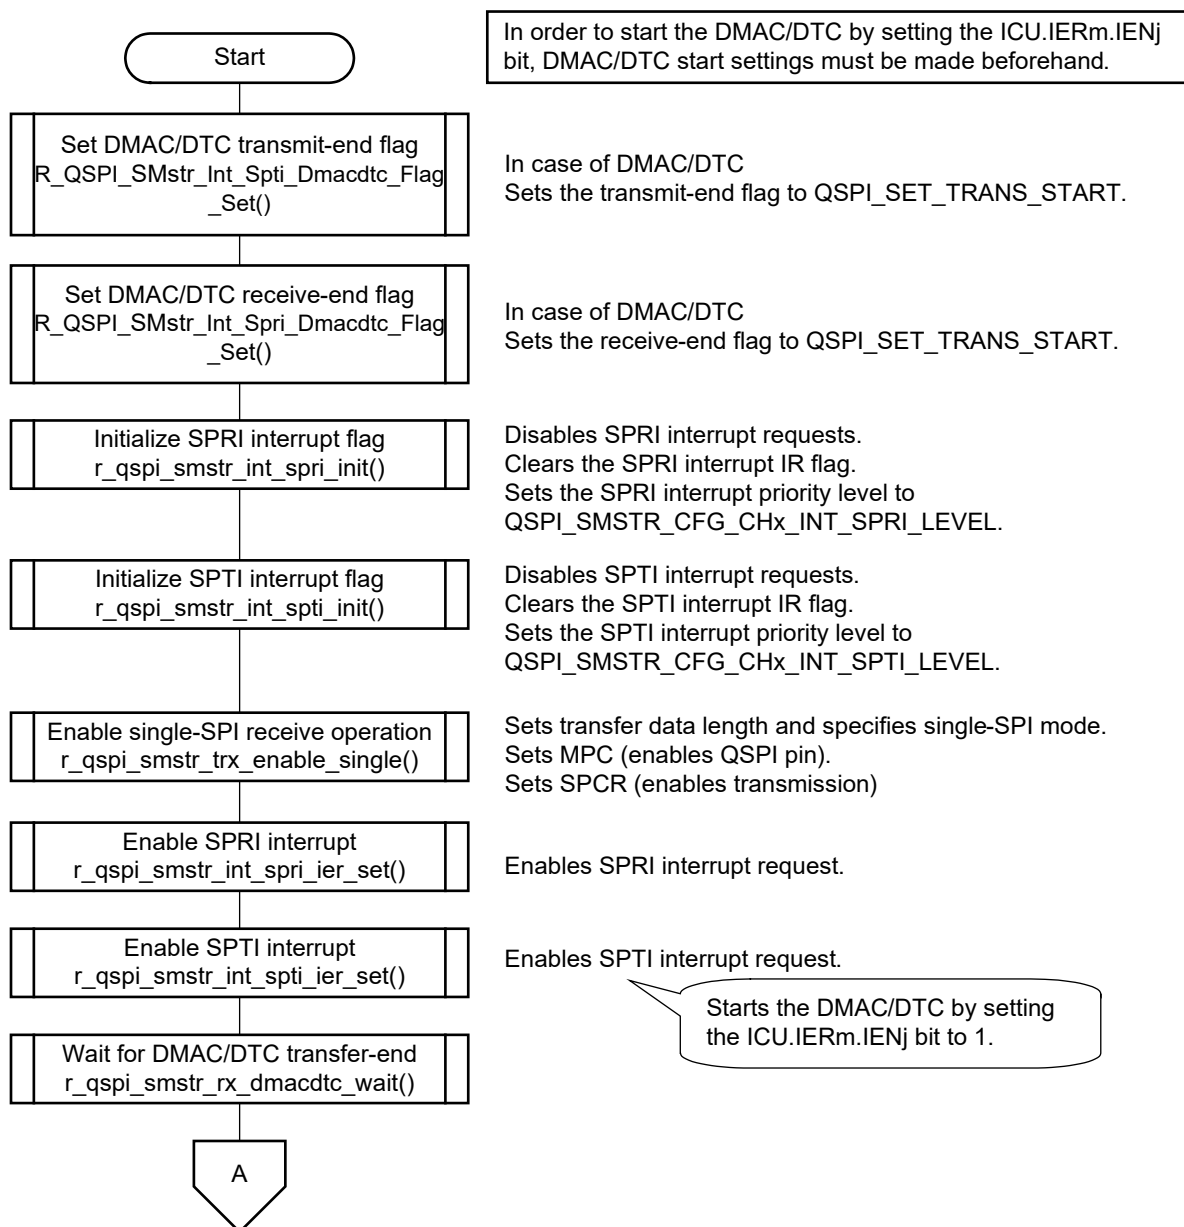 Start
In order to start the DMAC/DTC by setting the ICU.IERm.IENj
bit, DMAC/DTC start settings must be made beforehand.
Set DMAC/DTC transmit-end flag
R_QSPI_SMstr_Int_Spti_Dmacdtc_Flag
_Set()
In case of DMAC/DTC
Sets the transmit-end flag to QSPI_SET_TRANS_START.
Set DMAC/DTC receive-end flag
R_QSPI_SMstr_Int_Spri_Dmacdtc_Flag
_Set()
In case of DMAC/DTC
Sets the receive-end flag to QSPI_SET_TRANS_START.
Initialize SPRI interrupt flag
r_qspi_smstr_int_spri_init()
Disables SPRI interrupt requests.
Clears the SPRI interrupt IR flag.
Sets the SPRI interrupt priority level to
QSPI_SMSTR_CFG_CHx_INT_SPRI_LEVEL.
Initialize SPTI interrupt flag
r_qspi_smstr_int_spti_init()
Disables SPTI interrupt requests.
Clears the SPTI interrupt IR flag.
Sets the SPTI interrupt priority level to
QSPI_SMSTR_CFG_CHx_INT_SPTI_LEVEL.
Enable single-SPI receive operation
r_qspi_smstr_trx_enable_single()
Sets transfer data length and specifies single-SPI mode.
Sets MPC (enables QSPI pin).
Sets SPCR (enables transmission)
Enable SPRI interrupt
r_qspi_smstr_int_spri_ier_set()
Enables SPRI interrupt request.
Enable SPTI interrupt
r_qspi_smstr_int_spti_ier_set()
Enables SPTI interrupt request.
Starts the DMAC/DTC by setting
the ICU.IERm.IENj bit to 1.
Wait for DMAC/DTC transfer-end
r_qspi_smstr_rx_dmacdtc_wait()
A